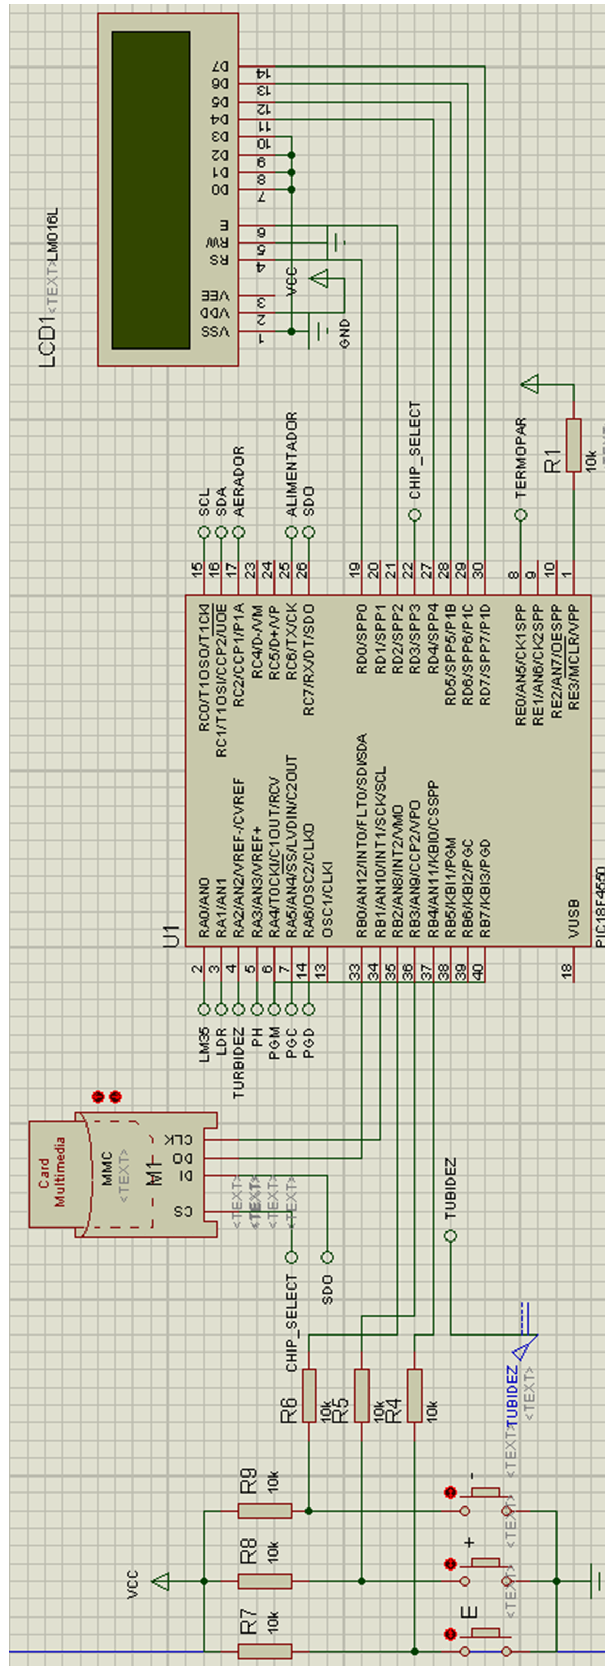 LCD1
<TEXT>
LM016L
D7 14
D6 13
D5 12
D4 11
D3 10
D2 9
D1 8
D0 7
E 6
RW 5
RS 4
VEE 3
VDD 2
VSS 1
VCC
GND
SCL
SDA
AERADOR
ALIMENTADOR
SDO
CHIP_SELECT
TERMOPAR
R1
10k
15 RC0/T1OSO/T1CKI
16 RC1/T1OSI/CCP2/UOE
17 RC2/CCP1/P1A
23 RC4/D-/VM
24 RC5/D+/VP
25 RC6/TX/CK
26 RC7/RX/DT/SDO
19 RD0/SPP0
20 RD1/SPP1
21 RD2/SPP2
22 RD3/SPP3
27 RD4/SPP4
28 RD5/SPP5/P1B
29 RD6/SPP6/P1C
30 RD7/SPP7/P1D
8 RE0/AN5/CK1SPP
9 RE1/AN6/CK2SPP
10 RE2/AN7/OESPP
1 RE3/MCLR/VPP
U1
PIC18F4550
2 RA0/AN0
3 RA1/AN1
4 RA2/AN2/VREF-/CVREF
5 RA3/AN3/VREF+
6 RA4/T0CKI/C1OUT/RCV
7 RA5/AN4/SS/LVDIN/C2OUT
14 RA6/OSC2/CLKO
13 OSC1/CLKI
33 RB0/AN12/INT0/FLT0/SDI/SDA
34 RB1/AN10/INT1/SCK/SCL
35 RB2/AN8/INT2/VMO
36 RB3/AN9/CCP2/VPO
37 RB4/AN11/KBI0/CSSPP
38 RB5/KBI1/PGM
39 RB6/KBI2/PGC
40 RB7/KBI3/PGD
18 VUSB
LM35
LDR
TURBIDEZ
PH
PGM
PGC
PGD
Card
Multimedia
MMC
<TEXT>
M1
CLK
DO
DI
CS
<TEXT>
<TEXT>
<TEXT>
<TEXT>
CHIP_SELECT
SDO
TUBIDEZ
TUBIDEZ
<TEXT>
R6
10k
R5
10k
R4
10k
R9
10k
R8
10k
R7
10k
VCC
-
<TEXT>
+
<TEXT>
E
<TEXT>